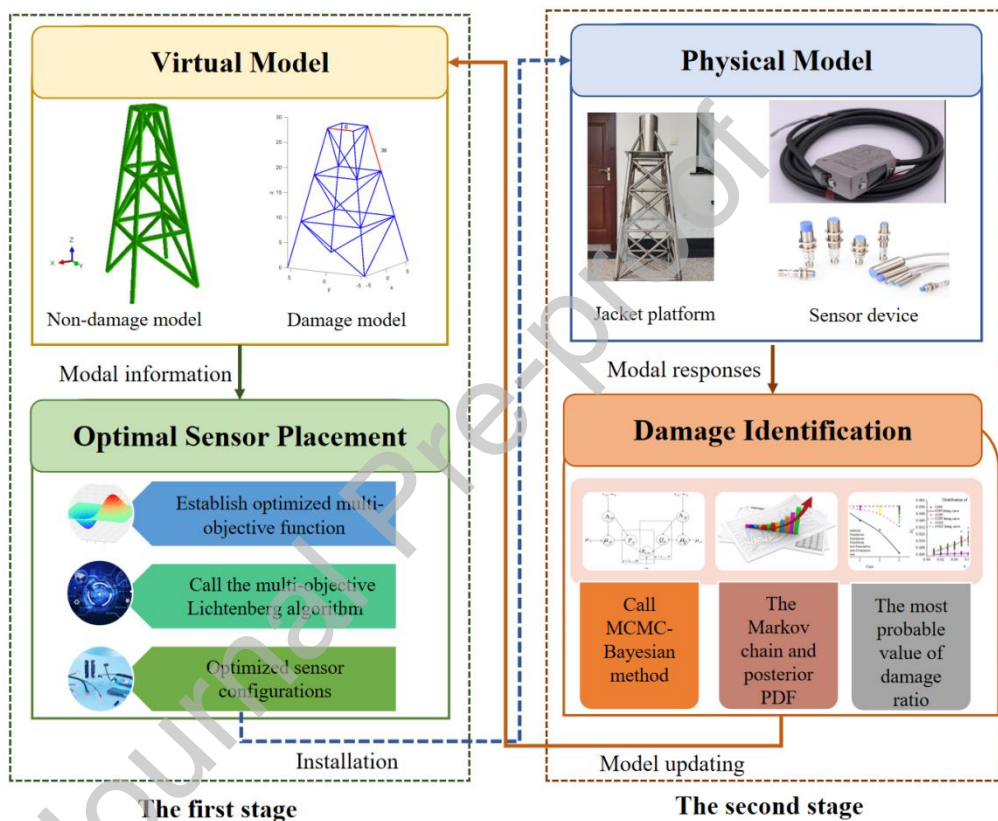 Virtual Model
Non-damage model
Damage model
Modal information
Optimal Sensor Placement
Establish optimized multi-
objective function
Call the multi-objective
Lichtenberg algorithm
Optimized sensor
configurations
Installation
The first stage
Physical Model
Jacket platform
Sensor device
Modal responses
Damage Identification
Call
MCMC-
Bayesian
method
The
Markov
chain and
posterior
PDF
The most
probable
value of
damage
ratio
Model updating
The second stage
Journal Pre-proof